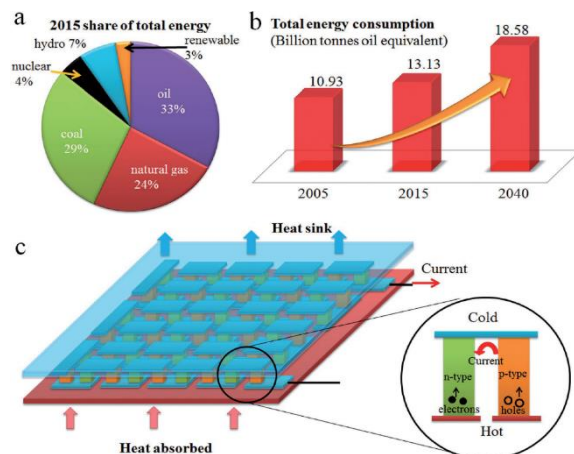 a
2015 share of total energy
hydro 7%
renewable
3%
nuclear
4%
oil
33%
coal
29%
natural gas
24%
b
Total energy consumption
(Billion tonnes oil equivalent)
10.93
13.13
18.58
2005
2015
2040
c
Heat sink
Current
Heat absorbed
Cold
Current
n-type
p-type
electrons
holes
Hot